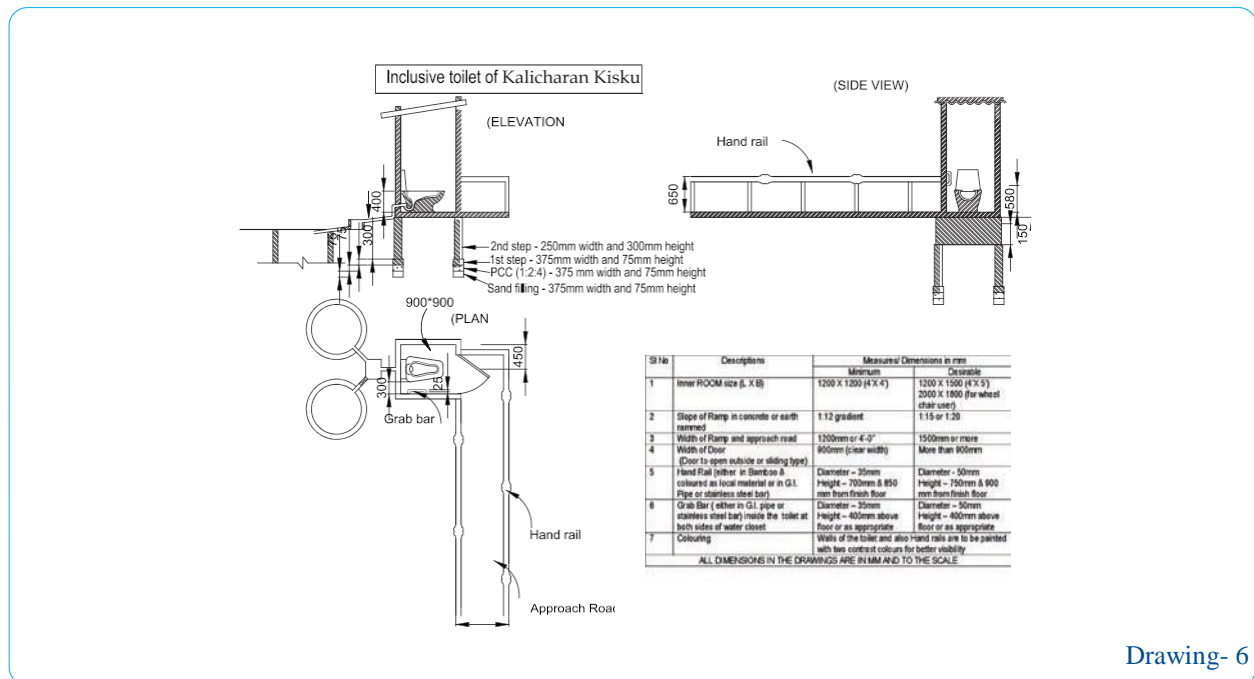 Inclusive toilet of Kalicharan Kisku
(ELEVATION
(SIDE VIEW)
Hand rail
650
580
150
400
300
75
75
2nd step - 250mm width and 300mm height
1st step - 375mm width and 75mm height
PCC (1:2:4) - 375 mm width and 75mm height
Sand filling - 375mm width and 75mm height
900*900
(PLAN
450
300
25
Grab bar
Hand rail
Approach Road
Sl No Descriptions Measures/ Dimensions in mm
Minimum Desirable
1 Inner ROOM size (L X B) 1200 X 1200 (4'X 4') 1200 X 1500 (4'X 5')
2000 X 1800 (for wheel
chair user)
2 Slope of Ramp in concrete or earth 1:12 gradient 1:15 or 1:20
rammed
3 Width of Ramp and approach road 1200mm or 4'-0" 1500mm or more
4 Width of Door 900mm (clear width) More than 900mm
(Door to open outside or sliding type)
5 Hand Rail (either in Bamboo & Diameter – 35mm Diameter - 50mm
coloured as local material or in G.I. Height – 700mm & 850 Height – 750mm & 900
Pipe or stainless steel bar) mm from finish floor mm from finish floor
6 Grab Bar ( either in G.I. pipe or Diameter – 35mm Diameter – 50mm
stainless steel bar) inside the toilet at Height – 400mm above Height – 400mm above
both sides of water closet floor or as appropriate floor or as appropriate
7 Colouring Walls of the toilet and also Hand rails are to be painted
with two contrast colours for better visibility
ALL DIMENSIONS IN THE DRAWINGS ARE IN MM AND TO THE SCALE
Drawing- 6